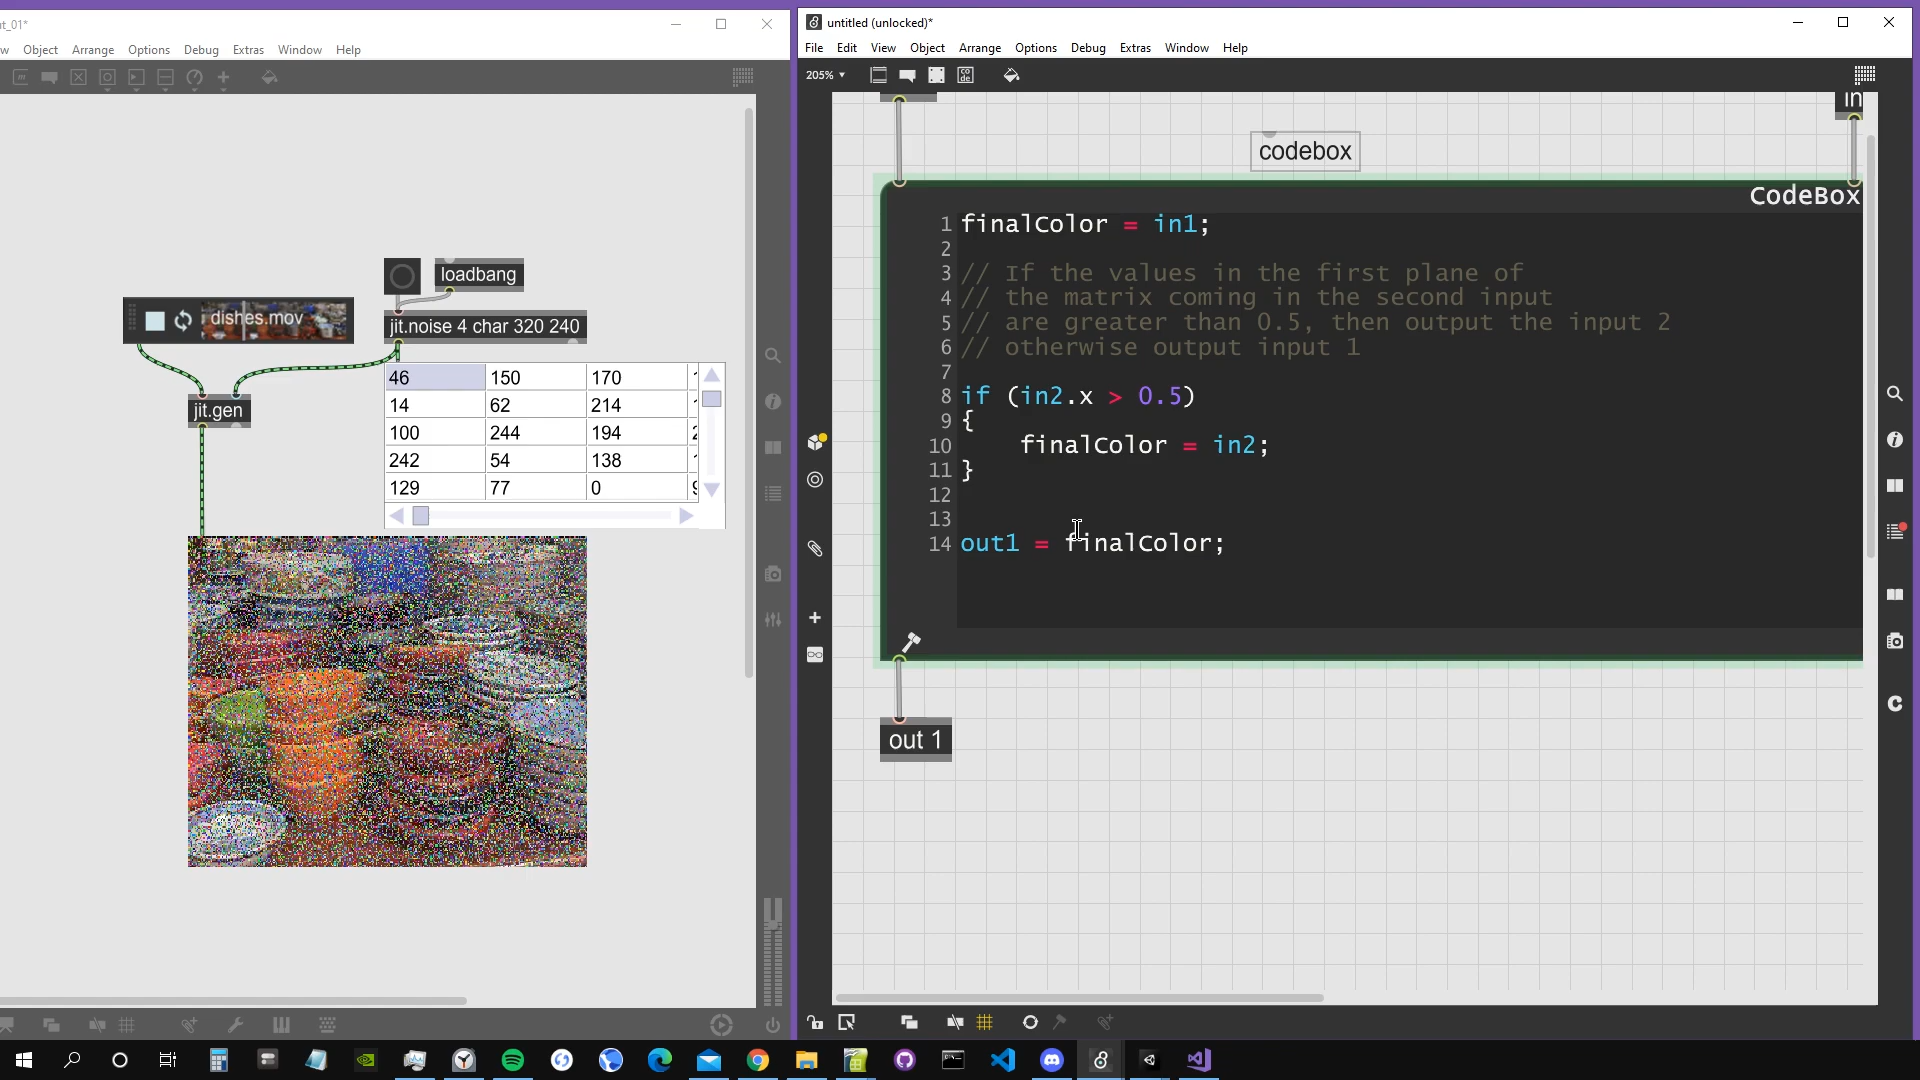 t_01*
w Object Arrange Options Debug Extras Window Help
dishes.mov
loadbang
jit.noise 4 char 320 240
46 150 170
14 62 214
100 244 194
242 54 138
129 77 0
jit.gen
untitled (unlocked)*
File Edit View Object Arrange Options Debug Extras Window Help
205%
in
codebox
CodeBox
1 finalColor = in1;
2
3 // If the values in the first plane of
4 // the matrix coming in the second input
5 // are greater than 0.5, then output the input 2
6 // otherwise output input 1
7
8 if (in2.x > 0.5)
9 {
10 finalColor = in2;
11 }
12
13
14 out1 = finalColor;
out 1